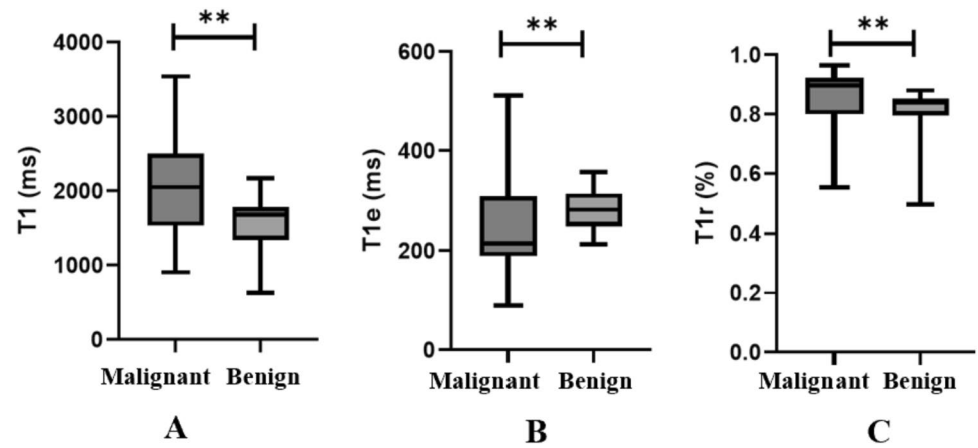 **
4000
3000
2000
1000
0
T1 (ms)
Malignant Benign
A
**
600
400
200
0
T1e (ms)
Malignant Benign
B
**
1.0
0.8
0.6
0.4
0.2
0.0
T1r (%)
Malignant Benign
C